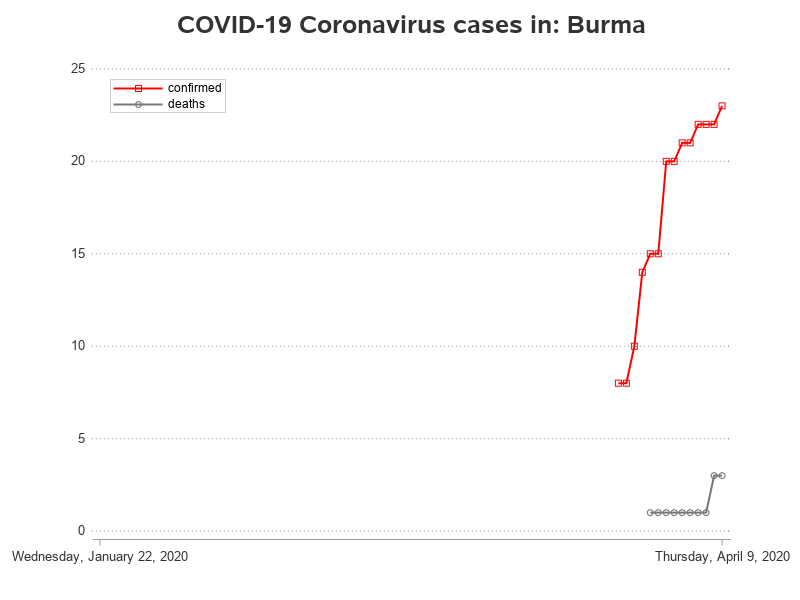 COVID-19 Coronavirus cases in: Burma
25
confirmed
deaths
20
15
10
5
0
Wednesday, January 22, 2020
Thursday, April 9, 2020